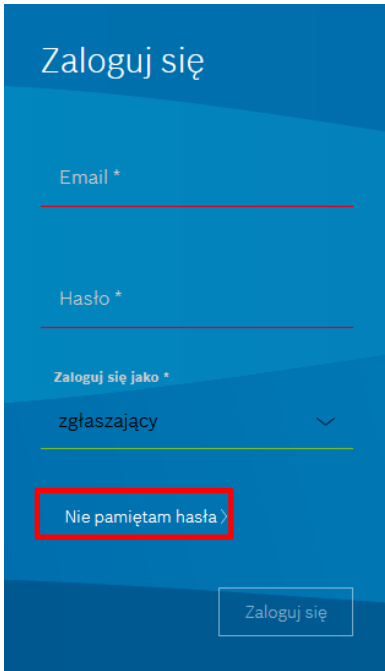 Zaloguj się
Email *
Hasło *
Zaloguj się jako *
zgłaszający
Nie pamiętam hasła
Zaloguj się